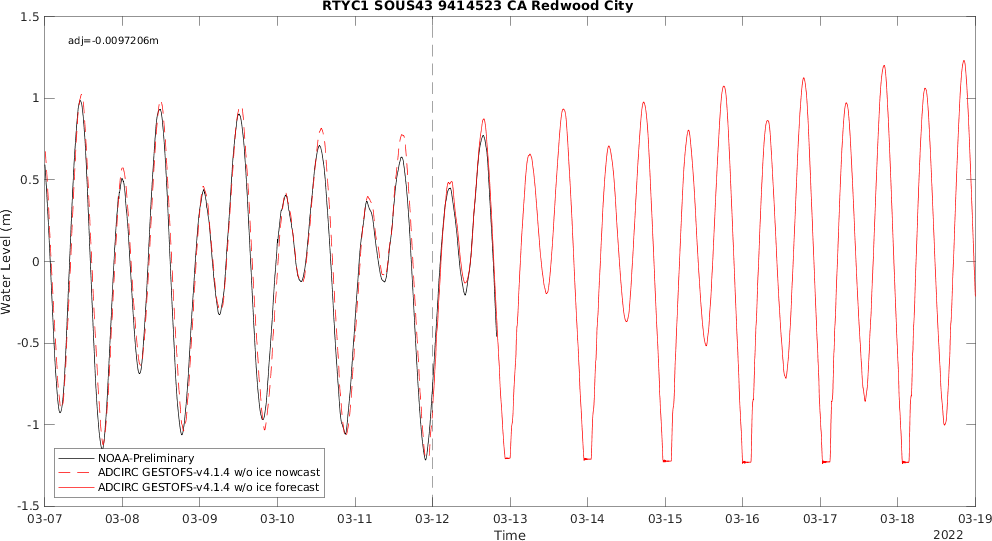 RTYC1 SOUS43 9414523 CA Redwood City
adj=-0.0097206m
1.5
1
0.5
0
-0.5
-1
-1.5
Water Level (m)
NOAA-Preliminary
ADCIRC GESTOFS-v4.1.4 w/o ice nowcast
ADCIRC GESTOFS-v4.1.4 w/o ice forecast
03-07 03-08 03-09 03-10 03-11 03-12 03-13 03-14 03-15 03-16 03-17 03-18 03-19
Time
2022